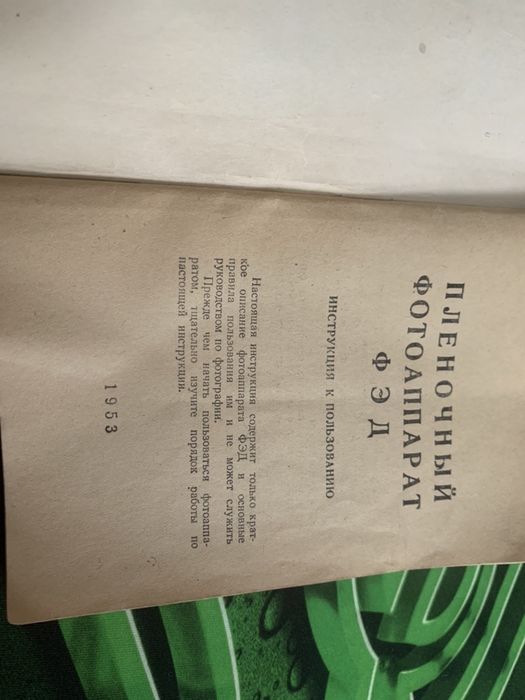 ПЛЕНОЧНЫЙ
ФОТОАППАРАТ
ФЭД
ИНСТРУКЦИЯ К ПОЛЬЗОВАНИЮ
Настоящая инструкция содержит только крат-
кое описание фотоаппарата ФЭД и основные
правила пользования им и не может служить
руководством по фотографии.
Прежде чем начать пользоваться фотоаппа-
ратом, тщательно изучите порядок работы по
настоящей инструкции.
1953